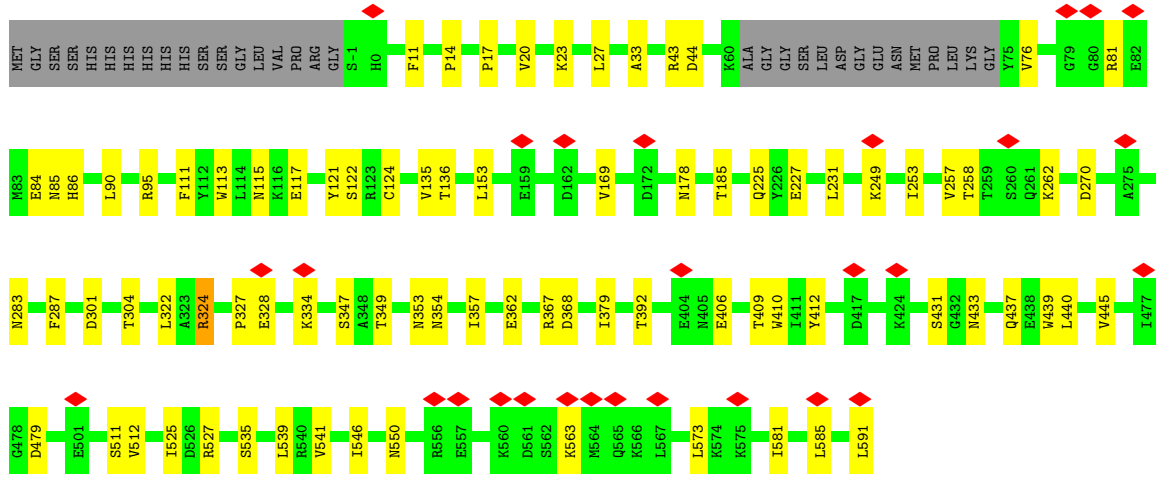 MET GLY SER SER HIS HIS HIS HIS HIS HIS SER SER GLY LEU VAL PRO ARG GLY S-1 H0 F11 P14 P17 V20 K23 L27 A33 R43 D44 K60 ALA GLY GLY SER LEU ASP GLY GLU ASN MET PRO LEU LYS GLY Y75 V76 G79 G80 R81 E82
M83 E84 N85 H86 L90 R95 F111 Y112 W113 L114 N115 K116 E117 Y121 S122 R123 C124 V135 T136 L153 E159 D162 V169 D172 N178 T185 Q225 Y226 E227 L231 K249 I253 V257 T258 T259 S260 Q261 K262 D270 A275
N283 F287 D301 T304 L322 A323 R324 P327 E328 K334 S347 A348 T349 N353 N354 I357 E362 R367 D368 I379 T392 E404 N405 E406 T409 W410 I411 Y412 D417 K424 S431 G432 N433 Q437 E438 W439 L440 V445 I477
G478 D479 E501 S511 V512 I525 D526 R527 S535 L539 R540 V541 I546 N550 R556 E557 K560 D561 S562 K563 M564 Q565 K566 L567 L573 K574 K575 I581 L585 L591